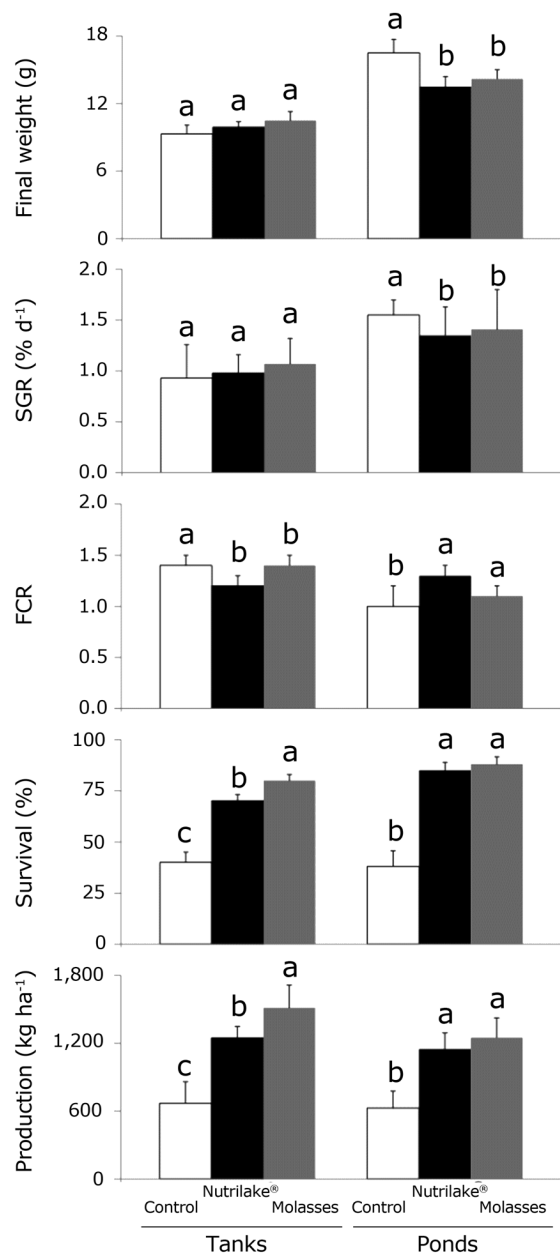 a a a a b b
Final weight (g)
18
12
6
0
a a a a b b
SGR (% d⁻¹)
2.0
1.5
1.0
0.5
0.0
a b b b a a
FCR
2.0
1.5
1.0
0.5
0.0
c b a b a a
Survival (%)
100
75
50
25
0
c b a b a a
Production (kg ha⁻¹)
1,800
1,200
600
0
Nutrilake® Nutrilake®
Control Molasses Control Molasses
Tanks Ponds